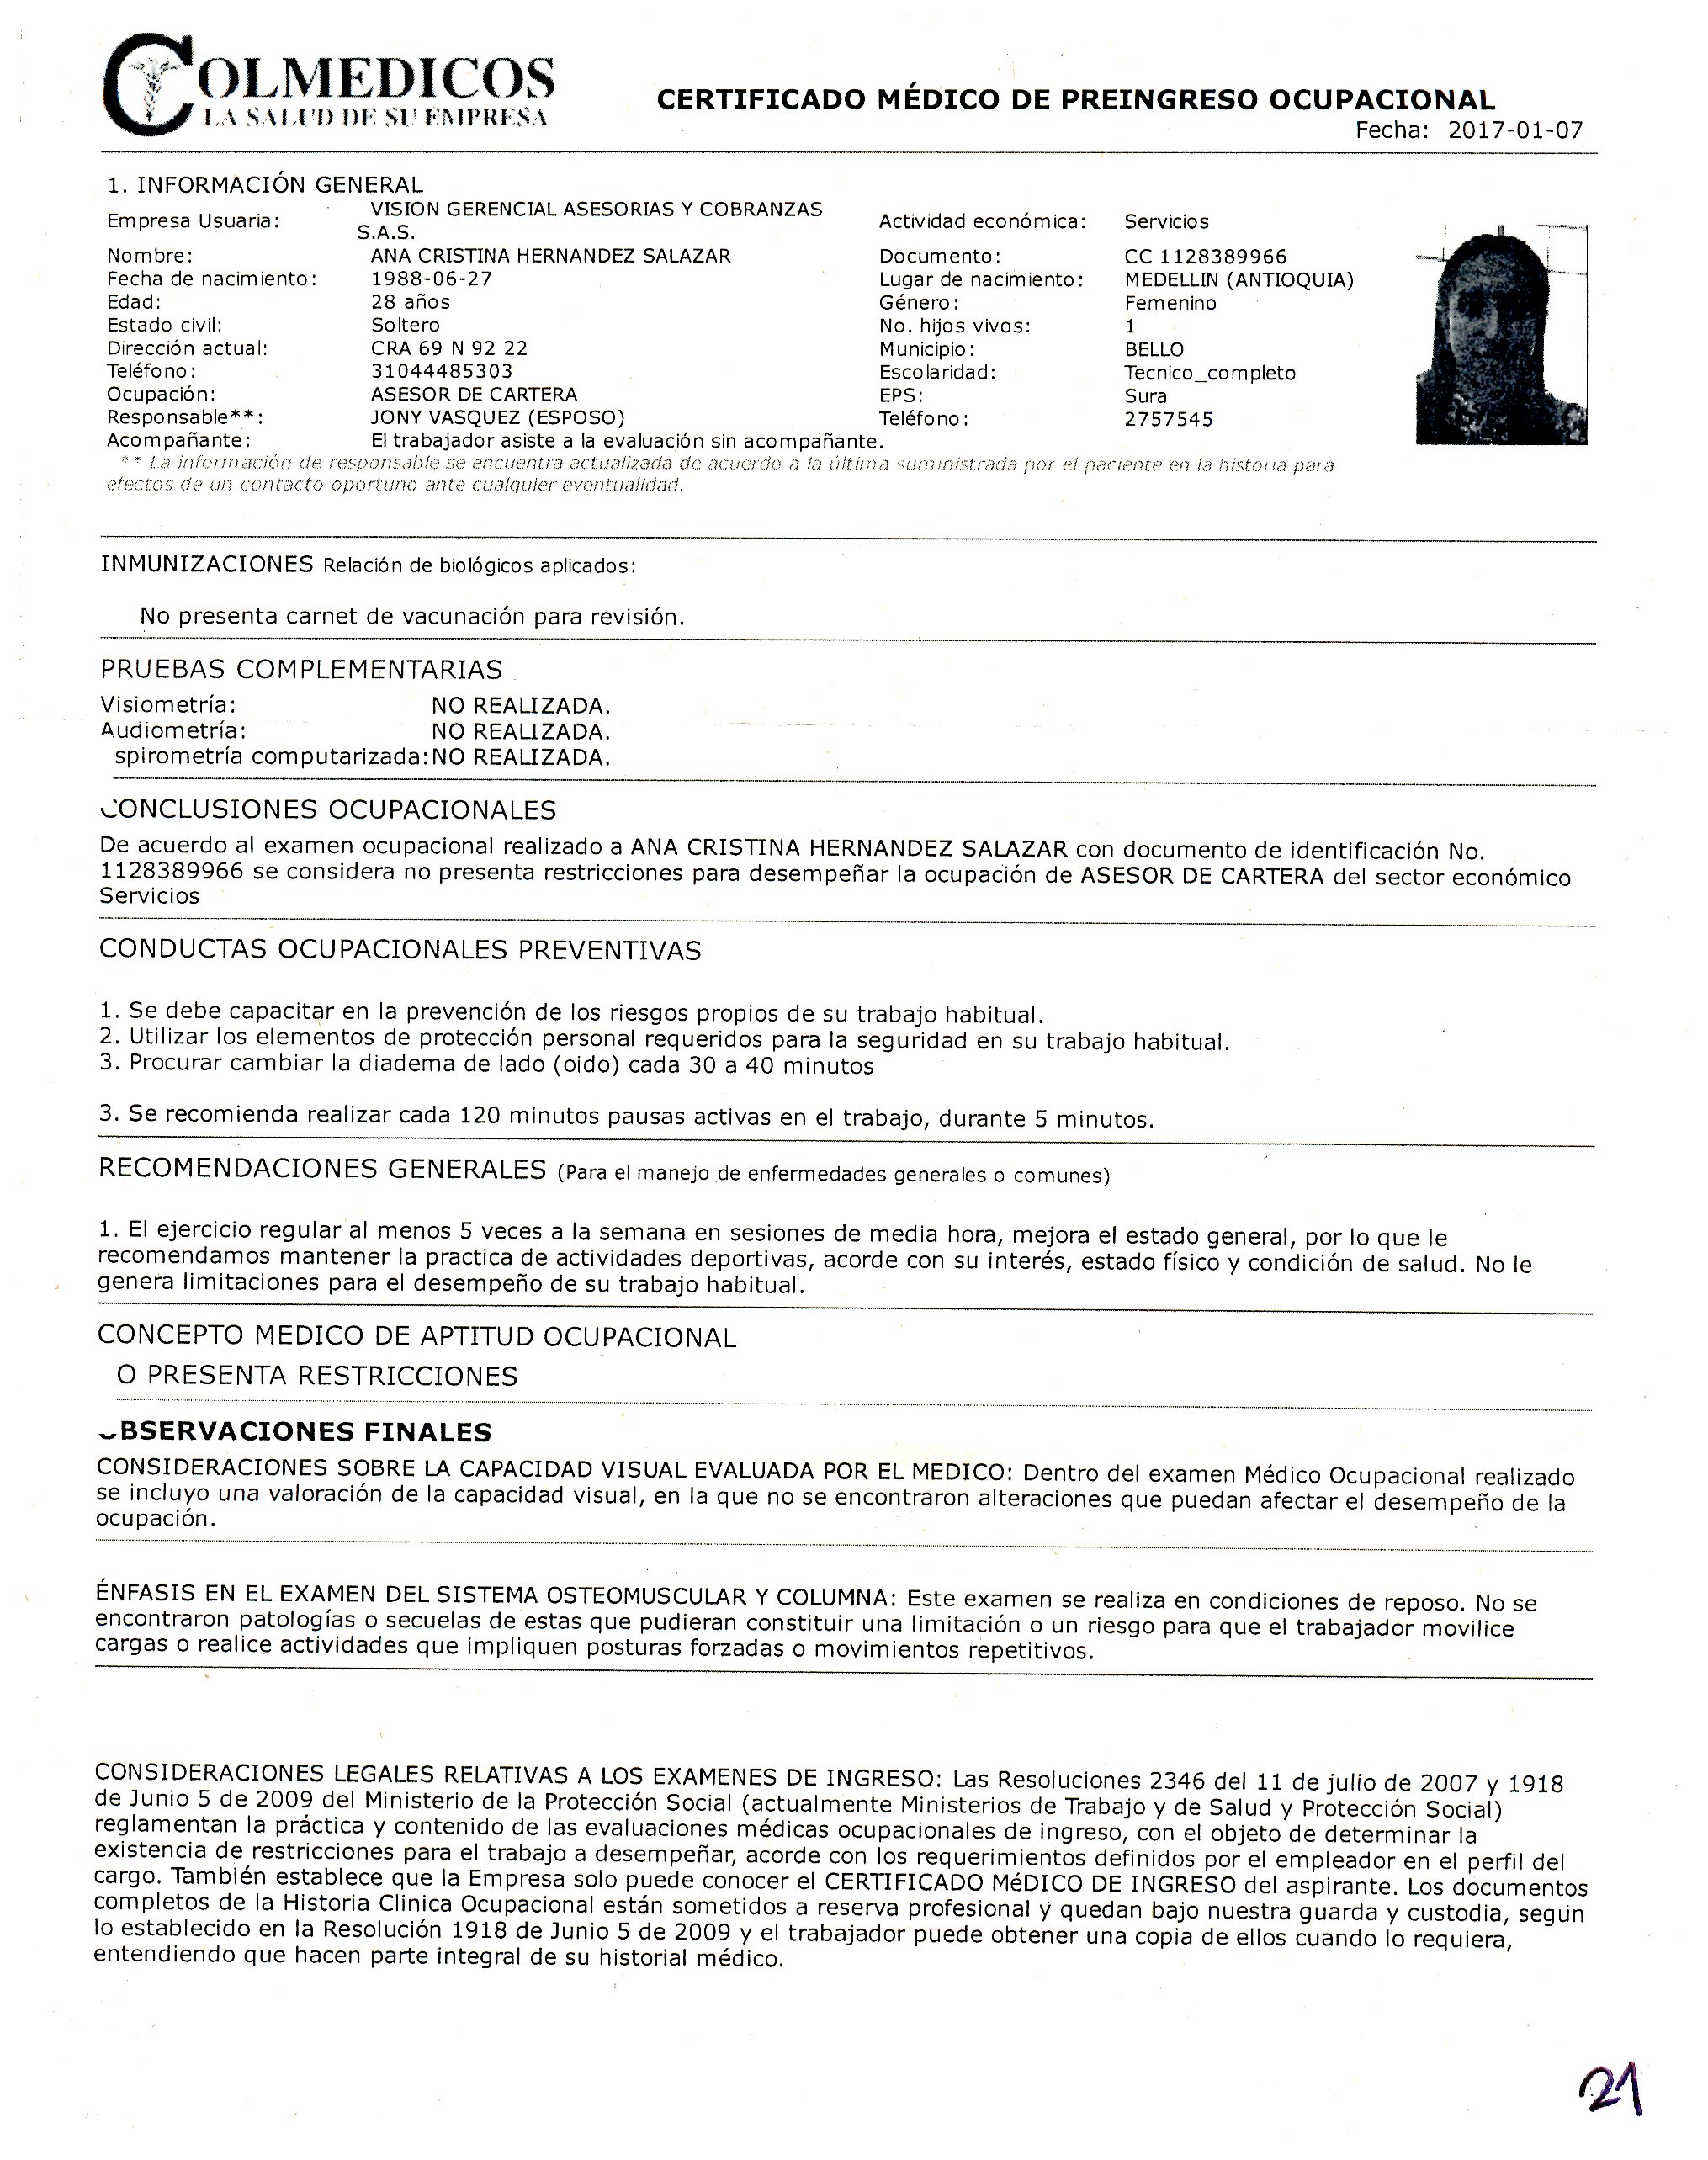 COLMEDICOS
LA SALUD DE SU EMPRESA
CERTIFICADO MÉDICO DE PREINGRESO OCUPACIONAL
Fecha: 2017-01-07
1. INFORMACIÓN GENERAL
Empresa Usuaria: VISION GERENCIAL ASESORIAS Y COBRANZAS S.A.S. Actividad económica: Servicios
Nombre: ANA CRISTINA HERNANDEZ SALAZAR Documento: CC 1128389966
Fecha de nacimiento: 1988-06-27 Lugar de nacimiento: MEDELLIN (ANTIOQUIA)
Edad: 28 años Género: Femenino
Estado civil: Soltero No. hijos vivos: 1
Dirección actual: CRA 69 N 92 22 Municipio: BELLO
Teléfono: 31044485303 Escolaridad: Tecnico_completo
Ocupación: ASESOR DE CARTERA EPS: Sura
Responsable**: JONY VASQUEZ (ESPOSO) Teléfono: 2757545
Acompañante: El trabajador asiste a la evaluación sin acompañante.
** La información de responsable se encuentra actualizada de acuerdo a la última suministrada por el paciente en la historia para
efectos de un contacto oportuno ante cualquier eventualidad.
INMUNIZACIONES Relación de biológicos aplicados:
No presenta carnet de vacunación para revisión.
PRUEBAS COMPLEMENTARIAS
Visiometría: NO REALIZADA.
Audiometría: NO REALIZADA.
spirometría computarizada: NO REALIZADA.
CONCLUSIONES OCUPACIONALES
De acuerdo al examen ocupacional realizado a ANA CRISTINA HERNANDEZ SALAZAR con documento de identificación No.
1128389966 se considera no presenta restricciones para desempeñar la ocupación de ASESOR DE CARTERA del sector económico
Servicios
CONDUCTAS OCUPACIONALES PREVENTIVAS
1. Se debe capacitar en la prevención de los riesgos propios de su trabajo habitual.
2. Utilizar los elementos de protección personal requeridos para la seguridad en su trabajo habitual.
3. Procurar cambiar la diadema de lado (oido) cada 30 a 40 minutos
3. Se recomienda realizar cada 120 minutos pausas activas en el trabajo, durante 5 minutos.
RECOMENDACIONES GENERALES (Para el manejo de enfermedades generales o comunes)
1. El ejercicio regular al menos 5 veces a la semana en sesiones de media hora, mejora el estado general, por lo que le
recomendamos mantener la practica de actividades deportivas, acorde con su interés, estado físico y condición de salud. No le
genera limitaciones para el desempeño de su trabajo habitual.
CONCEPTO MEDICO DE APTITUD OCUPACIONAL
O PRESENTA RESTRICCIONES
OBSERVACIONES FINALES
CONSIDERACIONES SOBRE LA CAPACIDAD VISUAL EVALUADA POR EL MEDICO: Dentro del examen Médico Ocupacional realizado
se incluyo una valoración de la capacidad visual, en la que no se encontraron alteraciones que puedan afectar el desempeño de la
ocupación.
ÉNFASIS EN EL EXAMEN DEL SISTEMA OSTEOMUSCULAR Y COLUMNA: Este examen se realiza en condiciones de reposo. No se
encontraron patologías o secuelas de estas que pudieran constituir una limitación o un riesgo para que el trabajador movilice
cargas o realice actividades que impliquen posturas forzadas o movimientos repetitivos.
CONSIDERACIONES LEGALES RELATIVAS A LOS EXAMENES DE INGRESO: Las Resoluciones 2346 del 11 de julio de 2007 y 1918
de Junio 5 de 2009 del Ministerio de la Protección Social (actualmente Ministerios de Trabajo y de Salud y Protección Social)
reglamentan la práctica y contenido de las evaluaciones médicas ocupacionales de ingreso, con el objeto de determinar la
existencia de restricciones para el trabajo a desempeñar, acorde con los requerimientos definidos por el empleador en el perfil del
cargo. También establece que la Empresa solo puede conocer el CERTIFICADO MéDICO DE INGRESO del aspirante. Los documentos
completos de la Historia Clinica Ocupacional están sometidos a reserva profesional y quedan bajo nuestra guarda y custodia, segun
lo establecido en la Resolución 1918 de Junio 5 de 2009 y el trabajador puede obtener una copia de ellos cuando lo requiera,
entendiendo que hacen parte integral de su historial médico.
21